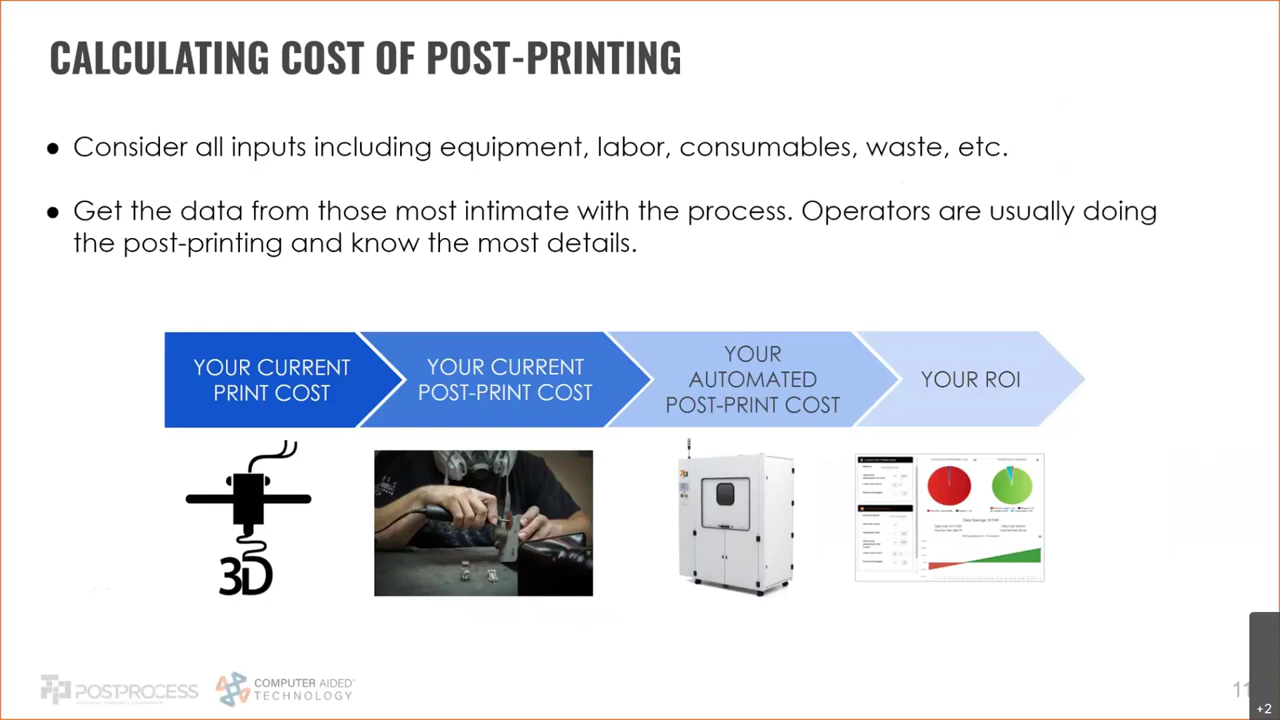 CALCULATING COST OF POST-PRINTING
● Consider all inputs including equipment, labor, consumables, waste, etc.
● Get the data from those most intimate with the process. Operators are usually doing
the post-printing and know the most details.
YOUR CURRENT
PRINT COST
YOUR CURRENT
POST-PRINT COST
YOUR
AUTOMATED
POST-PRINT COST
YOUR ROI
3D
POSTPROCESS
COMPUTER AIDED™
TECHNOLOGY
+2